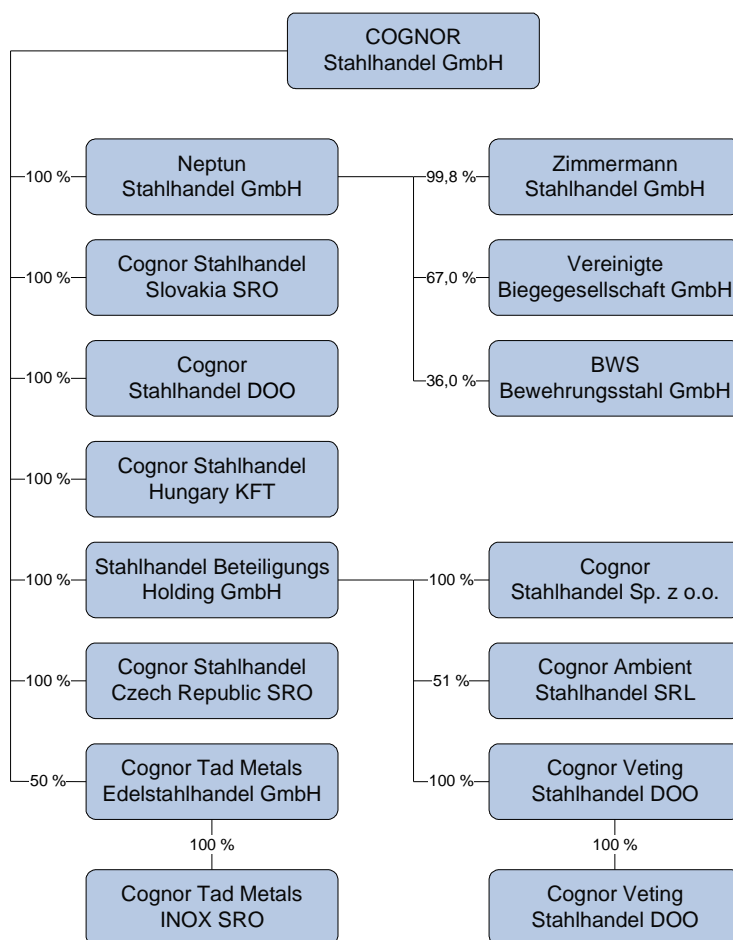 COGNOR
Stahlhandel GmbH
100 %
Neptun
Stahlhandel GmbH
99,8 %
Zimmermann
Stahlhandel GmbH
100 %
Cognor Stahlhandel
Slovakia SRO
67,0 %
Vereinigte
Biegegesellschaft GmbH
100 %
Cognor
Stahlhandel DOO
36,0 %
BWS
Bewehrungsstahl GmbH
100 %
Cognor Stahlhandel
Hungary KFT
100 %
Stahlhandel Beteiligungs
Holding GmbH
100 %
Cognor
Stahlhandel Sp. z o.o.
100 %
Cognor Stahlhandel
Czech Republic SRO
51 %
Cognor Ambient
Stahlhandel SRL
50 %
Cognor Tad Metals
Edelstahlhandel GmbH
100 %
Cognor Veting
Stahlhandel DOO
100 %
Cognor Tad Metals
INOX SRO
100 %
Cognor Veting
Stahlhandel DOO